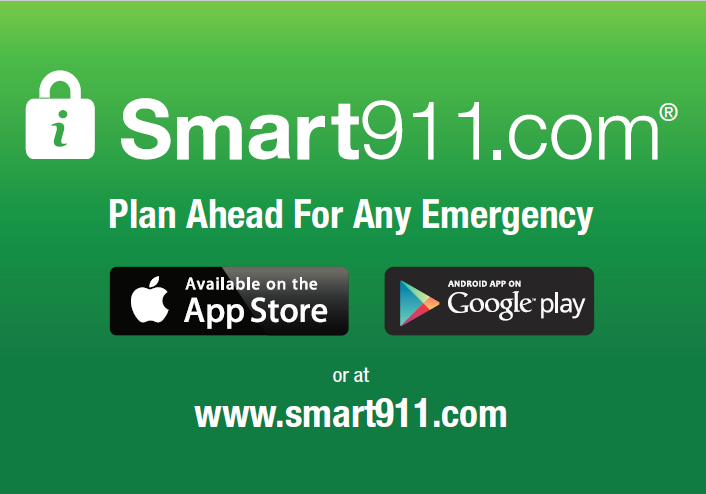 i Smart911.com®
Plan Ahead For Any Emergency
Available on the
App Store
ANDROID APP ON
Google™ play
or at
www.smart911.com